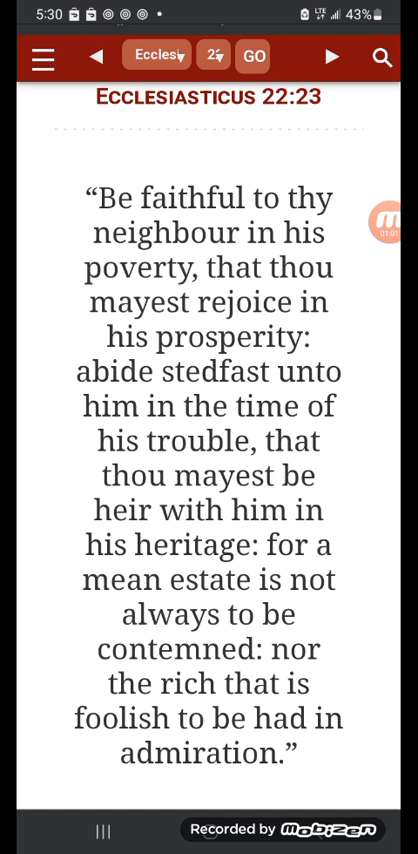 5:30 LTE 43%
Ecclesi 22 GO
ECCLESIASTICUS 22:23
“Be faithful to thy
neighbour in his
poverty, that thou
mayest rejoice in
his prosperity:
abide stedfast unto
him in the time of
his trouble, that
thou mayest be
heir with him in
his heritage: for a
mean estate is not
always to be
contemned: nor
the rich that is
foolish to be had in
admiration.”
01:01
Recorded by mobizen